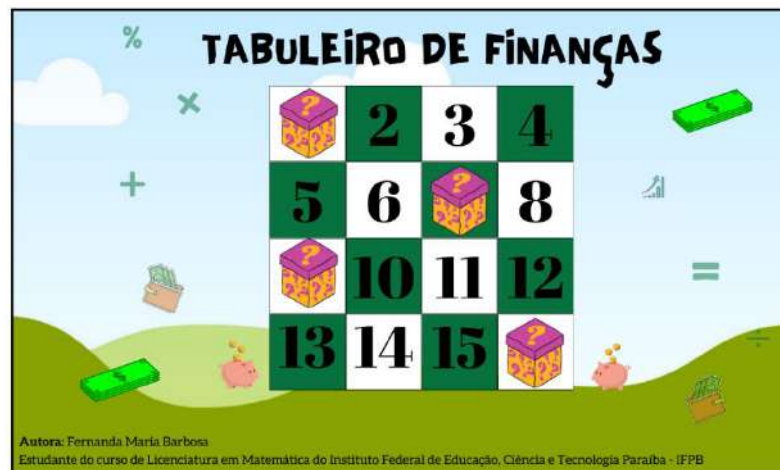 TABULEIRO DE FINANÇAS
? 2 3 4
5 6 ? 8
? 10 11 12
13 14 15 ?
Autora: Fernanda Maria Barbosa
Estudante do curso de Licenciatura em Matemática do Instituto Federal de Educação, Ciência e Tecnologia Paraíba - IFPB